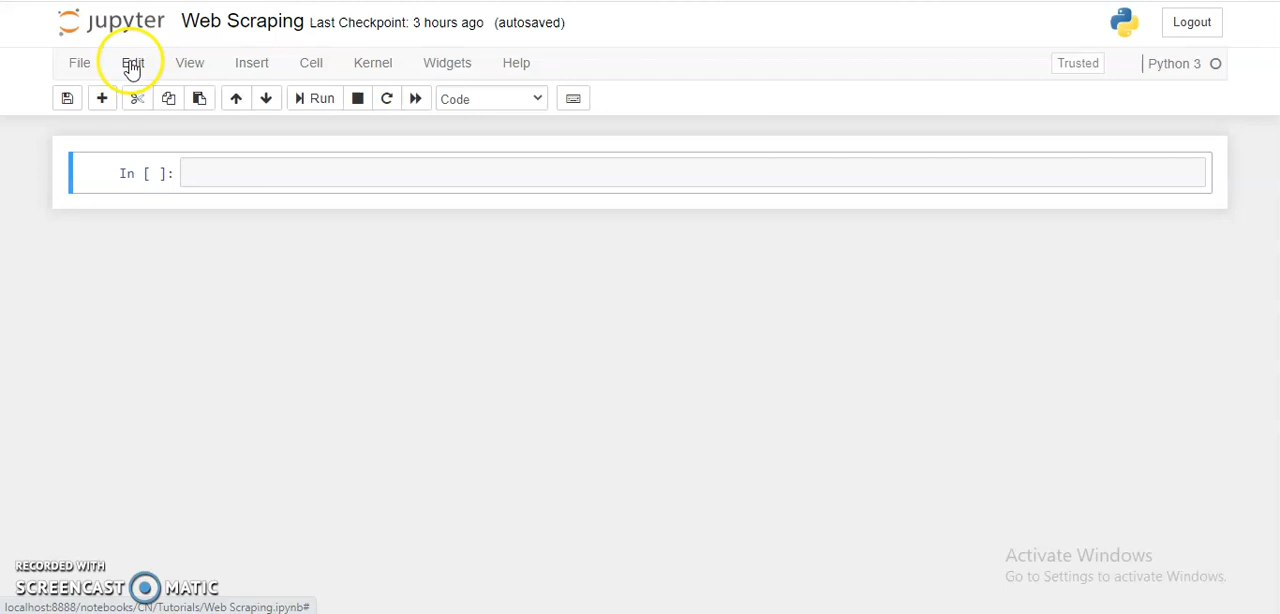 jupyter Web Scraping Last Checkpoint: 3 hours ago (autosaved) Logout
File Edit View Insert Cell Kernel Widgets Help Trusted Python 3
Run Code
In [ ]:
Activate Windows
Go to Settings to activate Windows.
RECORDED WITH
SCREENCAST MATIC
localhost:8888/notebooks/CN/Tutorials/Web Scraping.ipynb#